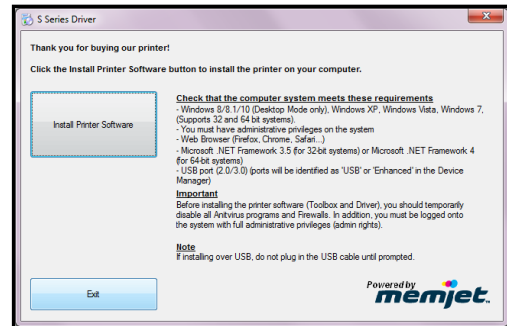 S Series Driver
Thank you for buying our printer!
Click the Install Printer Software button to install the printer on your computer.
Install Printer Software
Check that the computer system meets these requirements
- Windows 8/8.1/10 (Desktop Mode only), Windows XP, Windows Vista, Windows 7,
(Supports 32 and 64 bit systems).
- You must have administrative privileges on the system
- Web Browser (Firefox, Chrome, Safari...)
- Microsoft .NET Framework 3.5 (for 32-bit systems) or Microsoft .NET Framework 4
(for 64-bit systems)
- USB port (2.0/3.0) (ports will be identified as 'USB' or 'Enhanced' in the Device
Manager)
Important
Before installing the printer software (Toolbox and Driver), you should temporarily
disable all Anitvirus programs and Firewalls. In addition, you must be logged onto
the system with full administrative privileges (admin rights).
Note
If installing over USB, do not plug in the USB cable until prompted.
Exit
Powered by
memjet